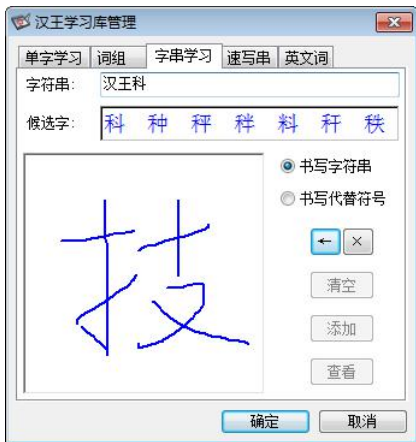 汉王学习库管理
单字学习 词组 字串学习 速写串 英文词
字符串: 汉王科
候选字: 科 种 秤 秚 料 秆 秩
书写字符串
书写代替符号
技
← ×
清空
添加
查看
确定 取消